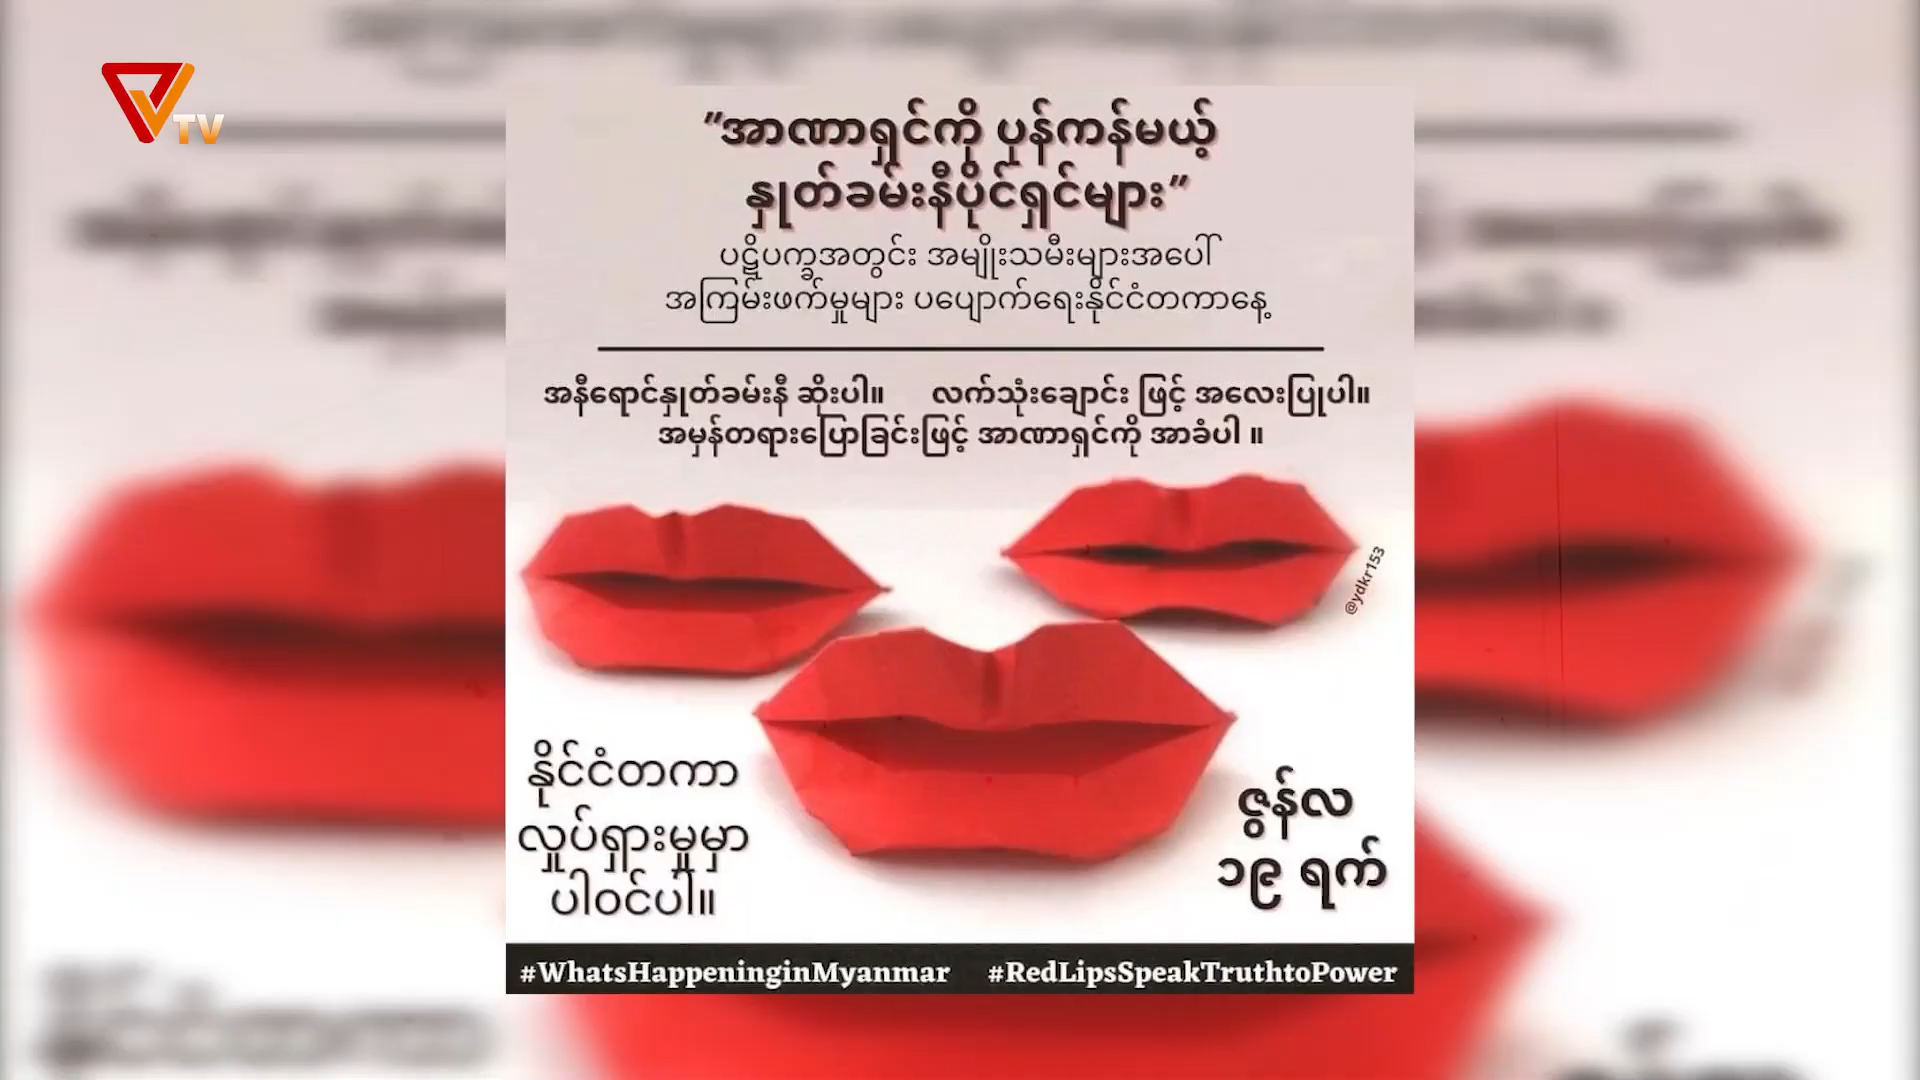 TV
"အာဏာရှင်ကို ပုန်ကန်မယ့်
နှုတ်ခမ်းနီပိုင်ရှင်များ"
ပဋိပက္ခအတွင်း အမျိုးသမီးများအပေါ်
အကြမ်းဖက်မှုများ ပပျောက်ရေးနိုင်ငံတကာနေ့
အနီရောင်နှုတ်ခမ်းနီ ဆိုးပါ။ လက်သုံးချောင်း ဖြင့် အလေးပြုပါ။
အမှန်တရားပြောခြင်းဖြင့် အာဏာရှင်ကို အာခံပါ ။
@ydkr153
နိုင်ငံတကာ
လှုပ်ရှားမှုမှာ
ပါဝင်ပါ။
ဇွန်လ
၁၉ ရက်
#WhatsHappeninginMyanmar #RedLipsSpeakTruthtoPower